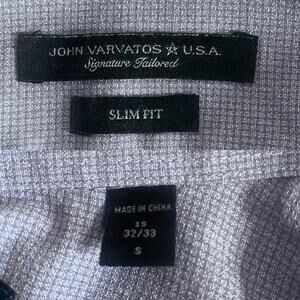 JOHN VARVATOS ☆ U.S.A.
Signature Tailored
SLIM FIT
MADE IN CHINA
15
32/33
S